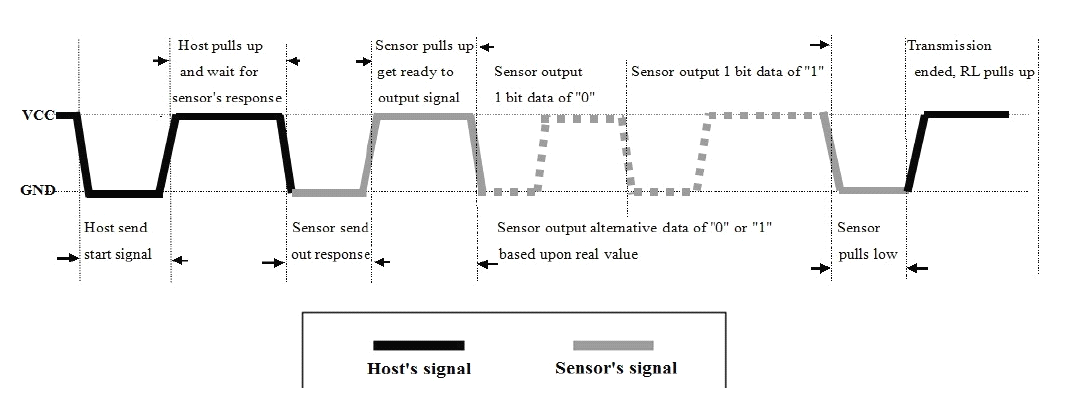 Host pulls up
and wait for
sensor's response
Sensor pulls up
get ready to
output signal
Sensor output
1 bit data of "0"
Sensor output 1 bit data of "1"
Transmission
ended, RL pulls up
VCC
GND
Host send
start signal
Sensor send
out response
Sensor output alternative data of "0" or "1"
based upon real value
Sensor
pulls low
Host's signal
Sensor's signal